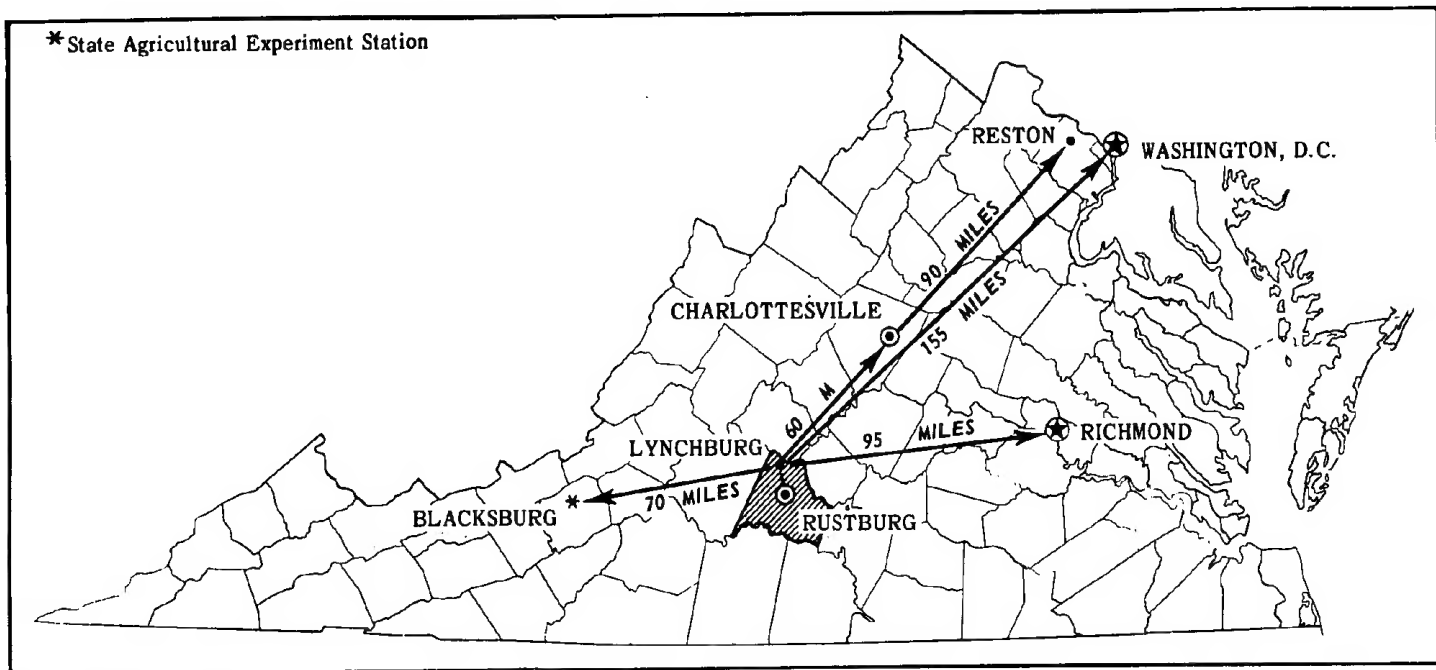 *State Agricultural Experiment Station
RESTON
WASHINGTON, D.C.
90 MILES
CHARLOTTESVILLE
155 MILES
60 M
LYNCHBURG
95 MILES
RICHMOND
70 MILES
BLACKSBURG *
RUSTBURG